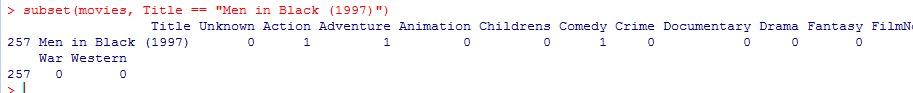 > subset(movies, Title == "Men in Black (1997)")
Title Unknown Action Adventure Animation Childrens Comedy Crime Documentary Drama Fantasy FilmN
257 Men in Black (1997) 0 1 1 0 0 1 0 0 0 0
War Western
257 0 0
>